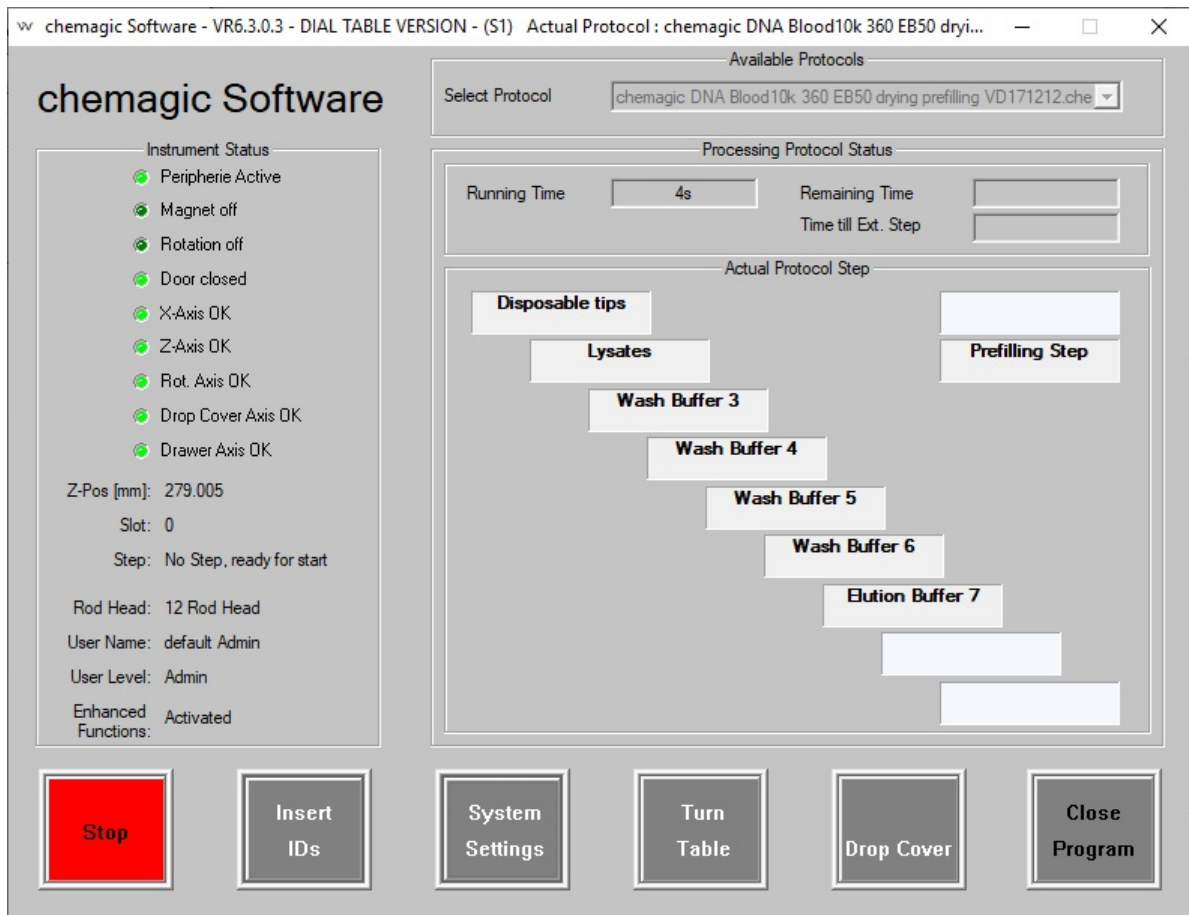 chemagic Software - VR6.3.0.3 - DIAL TABLE VERSION - (S1) Actual Protocol : chemagic DNA Blood10k 360 EB50 dryi...
chemagic Software
Available Protocols
Select Protocol
chemagic DNA Blood10k 360 EB50 drying prefilling VD171212.che
Instrument Status
Peripherie Active
Magnet off
Rotation off
Door closed
X-Axis OK
Z-Axis OK
Rot. Axis OK
Drop Cover Axis OK
Drawer Axis OK
Z-Pos [mm]: 279.005
Slot: 0
Step: No Step, ready for start
Rod Head: 12 Rod Head
User Name: default Admin
User Level: Admin
Enhanced
Functions: Activated
Processing Protocol Status
Running Time 4s
Remaining Time
Time till Ext. Step
Actual Protocol Step
Disposable tips
Lysates
Prefilling Step
Wash Buffer 3
Wash Buffer 4
Wash Buffer 5
Wash Buffer 6
Elution Buffer 7
Stop
Insert
IDs
System
Settings
Turn
Table
Drop Cover
Close
Program